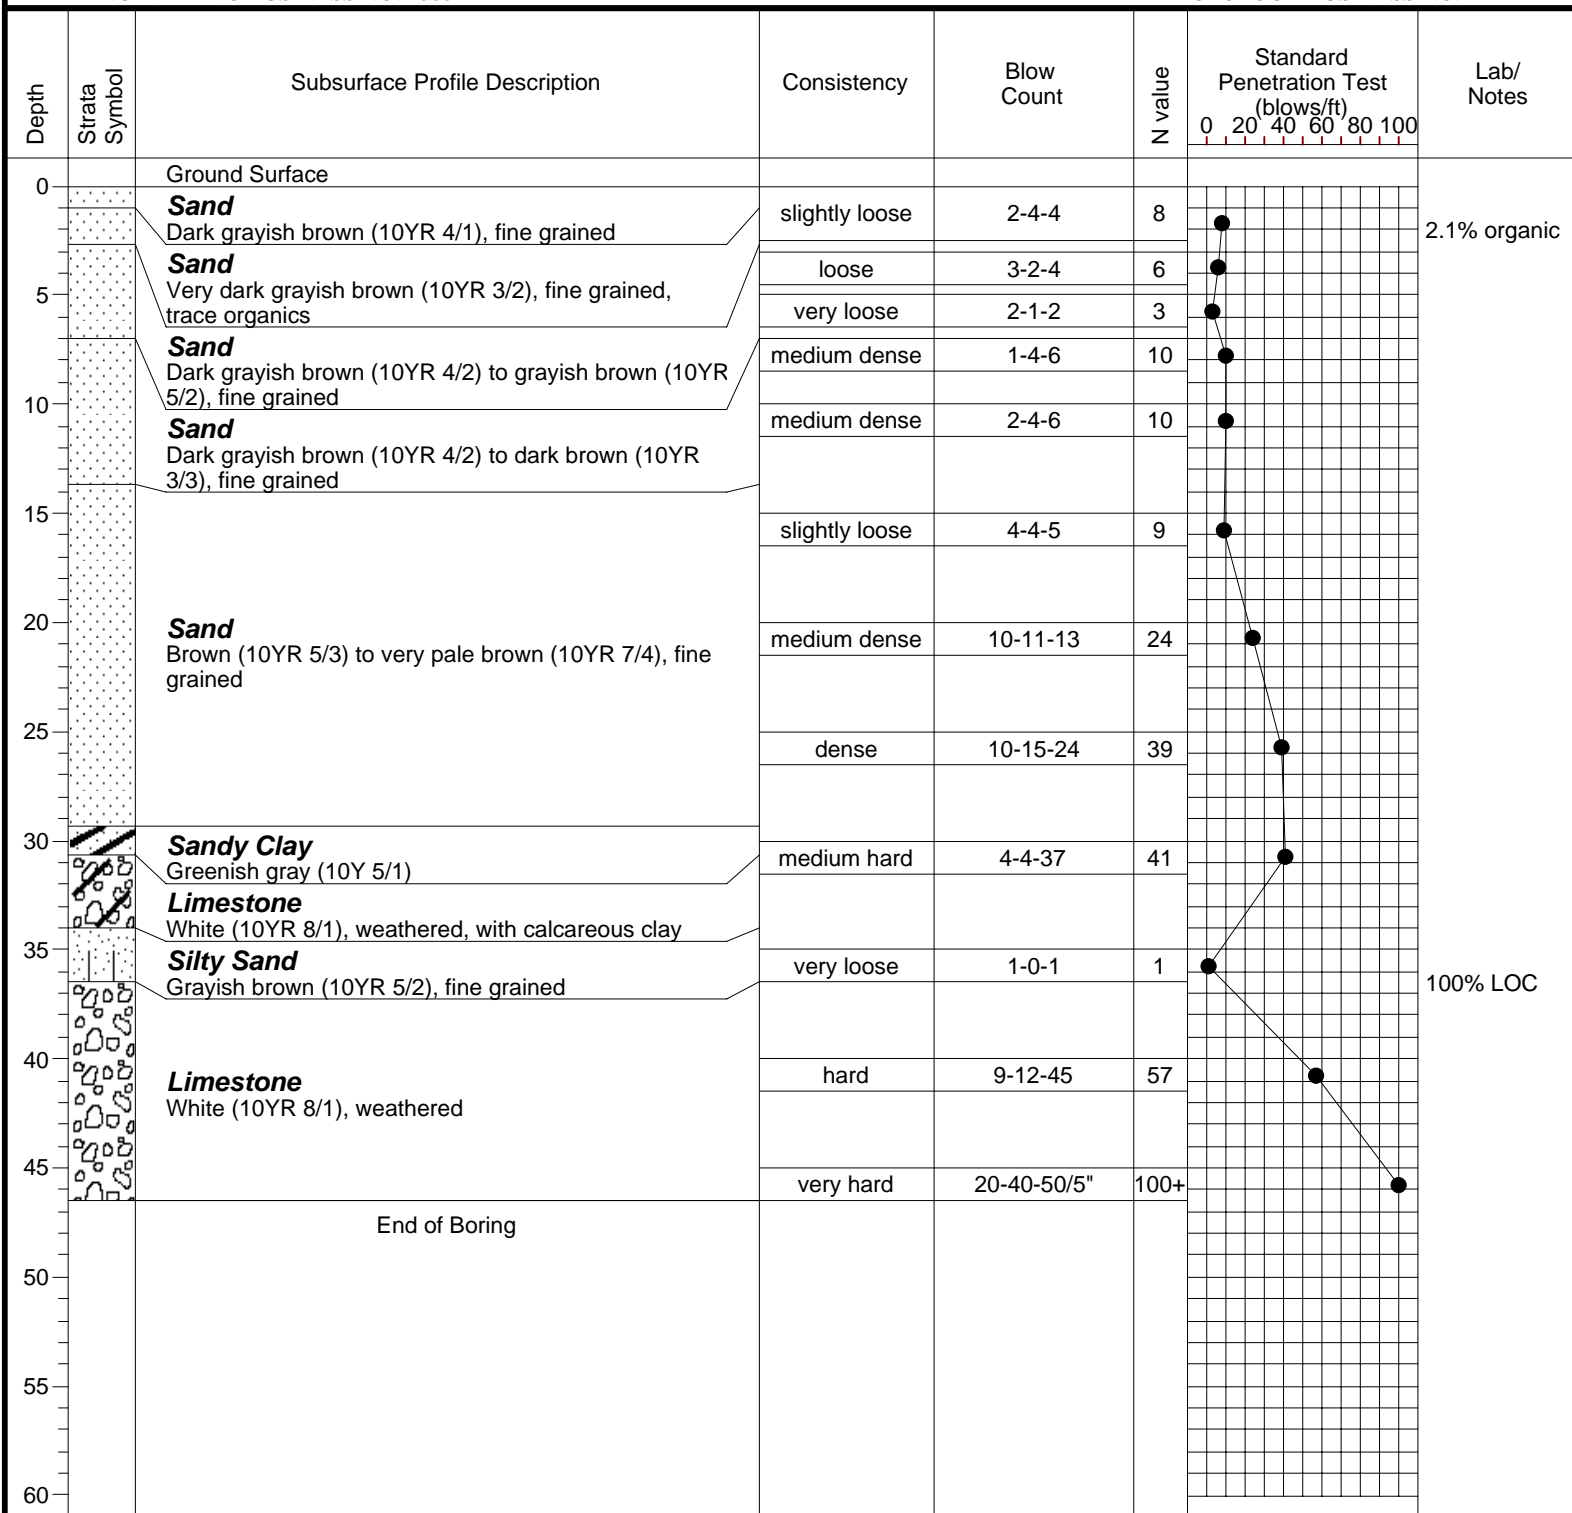 Depth
Strata
Symbol
Subsurface Profile Description
Consistency
Blow
Count
N value
Standard
Penetration Test
(blows/ft)
0 20 40 60 80 100
Lab/
Notes
Ground Surface
0
Sand
Dark grayish brown (10YR 4/1), fine grained
slightly loose 2-4-4 8
2.1% organic
Sand
Very dark grayish brown (10YR 3/2), fine grained,
trace organics
loose 3-2-4 6
5
very loose 2-1-2 3
Sand
Dark grayish brown (10YR 4/2) to grayish brown (10YR
5/2), fine grained
medium dense 1-4-6 10
10
Sand
Dark grayish brown (10YR 4/2) to dark brown (10YR
3/3), fine grained
medium dense 2-4-6 10
15
slightly loose 4-4-5 9
20
Sand
Brown (10YR 5/3) to very pale brown (10YR 7/4), fine
grained
medium dense 10-11-13 24
25
dense 10-15-24 39
30
Sandy Clay
Greenish gray (10Y 5/1)
medium hard 4-4-37 41
Limestone
White (10YR 8/1), weathered, with calcareous clay
35
Silty Sand
Grayish brown (10YR 5/2), fine grained
very loose 1-0-1 1
100% LOC
40
Limestone
White (10YR 8/1), weathered
hard 9-12-45 57
45
very hard 20-40-50/5" 100+
End of Boring
50
55
60